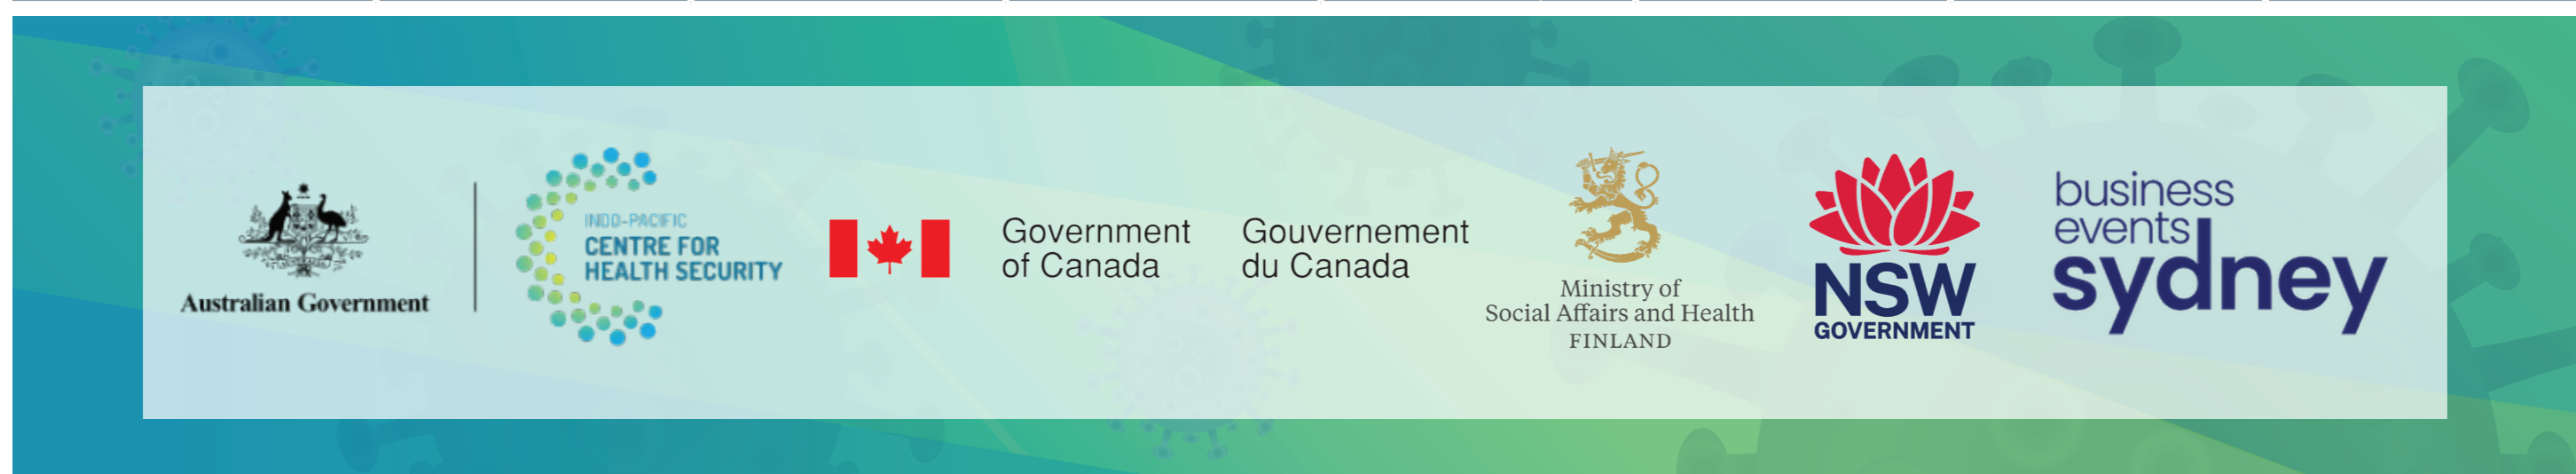 Australian Government
INDO-PACIFIC
CENTRE FOR
HEALTH SECURITY
Government
of Canada
Gouvernement
du Canada
Ministry of
Social Affairs and Health
FINLAND
NSW
GOVERNMENT
business
events
sydney